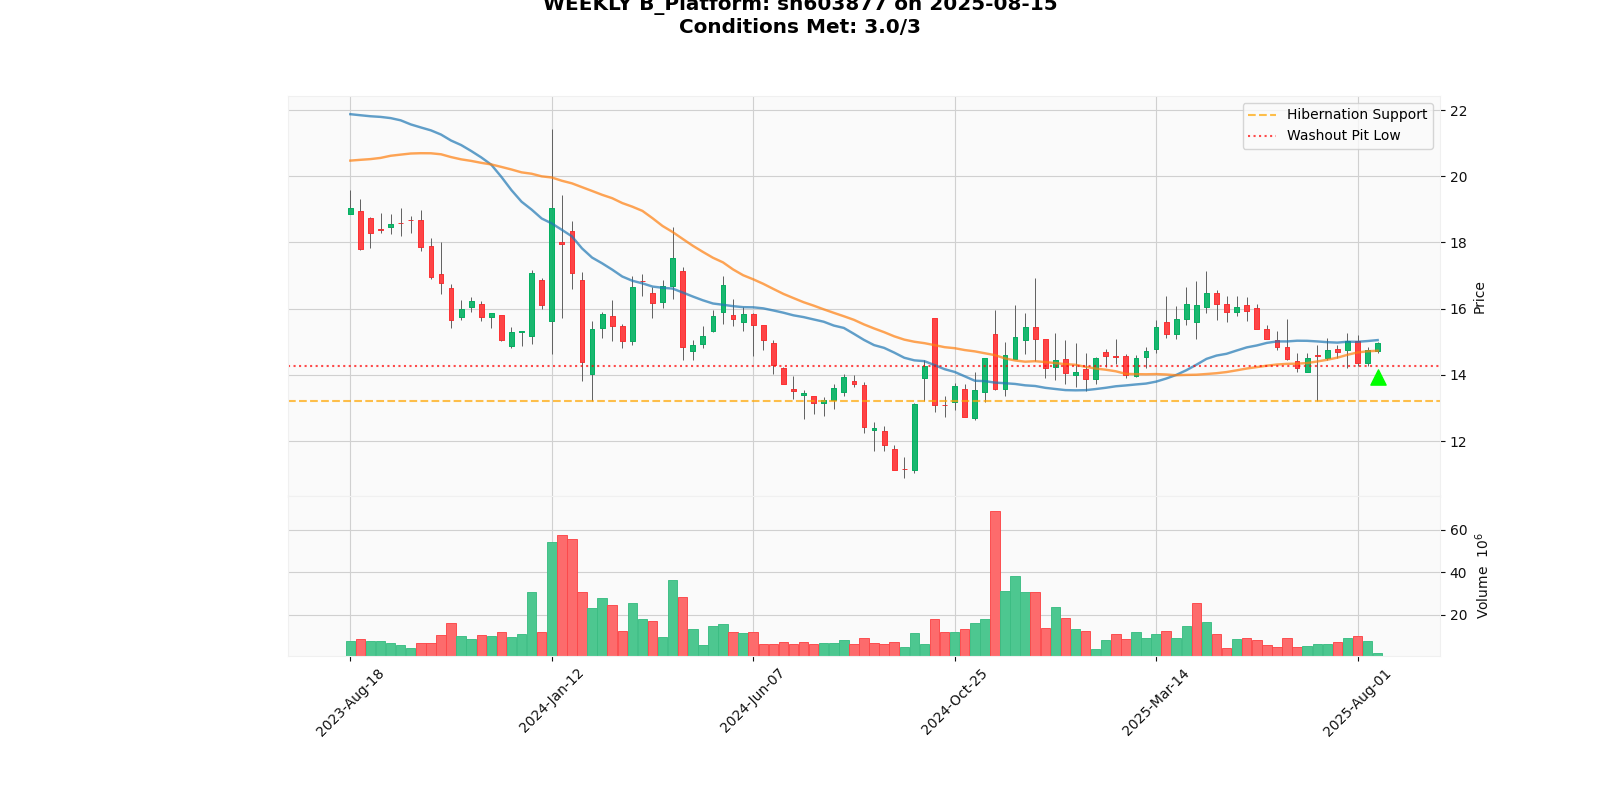 WEEKLY B_Platform: sh603877 on 2025-08-15
Conditions Met: 3.0/3
Hibernation Support
Washout Pit Low
22
20
18
16
14
12
Price
60
40
20
Volume 10⁶
2023-Aug-18
2024-Jan-12
2024-Jun-07
2024-Oct-25
2025-Mar-14
2025-Aug-01